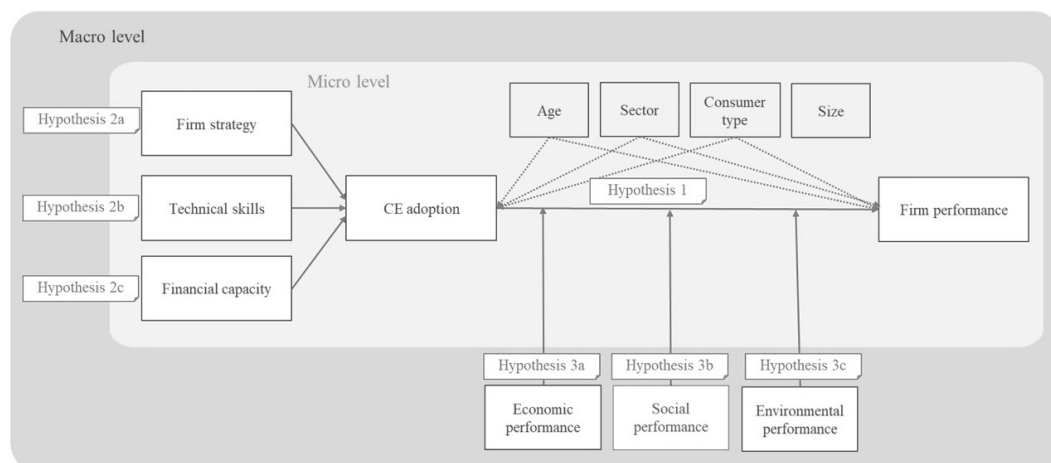 Macro level
Micro level
Hypothesis 2a
Firm strategy
Age
Sector
Consumer
type
Size
Hypothesis 1
Hypothesis 2b
Technical skills
CE adoption
Firm performance
Hypothesis 2c
Financial capacity
Hypothesis 3a
Hypothesis 3b
Hypothesis 3c
Economic
performance
Social
performance
Environmental
performance